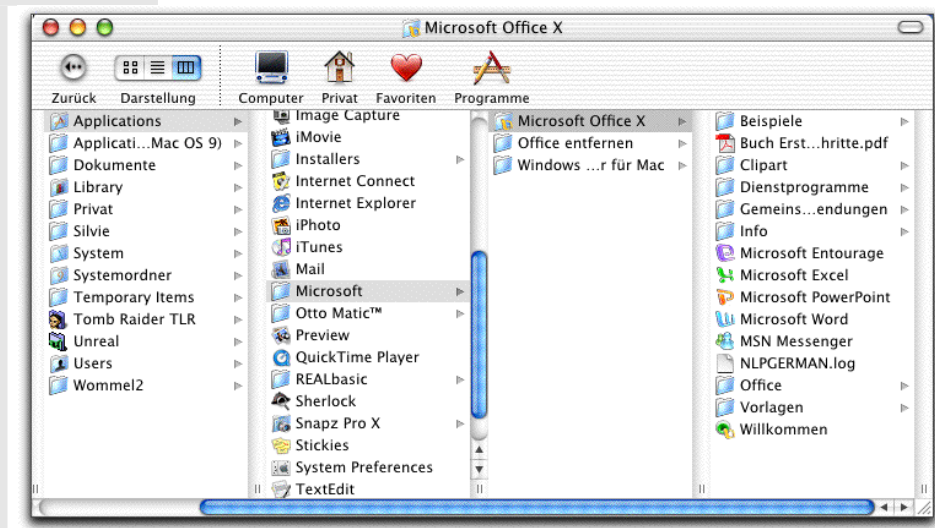 Microsoft Office X
Zurück
Darstellung
Computer
Privat
Favoriten
Programme
Applications
Applicati...Mac OS 9)
Dokumente
Library
Privat
Silvie
System
Systemordner
Temporary Items
Tomb Raider TLR
Unreal
Users
Wommel2
Image Capture
iMovie
Installers
Internet Connect
Internet Explorer
iPhoto
iTunes
Mail
Microsoft
Otto Matic™
Preview
QuickTime Player
REALbasic
Sherlock
Snapz Pro X
Stickies
System Preferences
TextEdit
Microsoft Office X
Office entfernen
Windows ...r für Mac
Beispiele
Buch Erst...hritte.pdf
Clipart
Dienstprogramme
Gemeins...endungen
Info
Microsoft Entourage
Microsoft Excel
Microsoft PowerPoint
Microsoft Word
MSN Messenger
NLPGERMAN.log
Office
Vorlagen
Willkommen